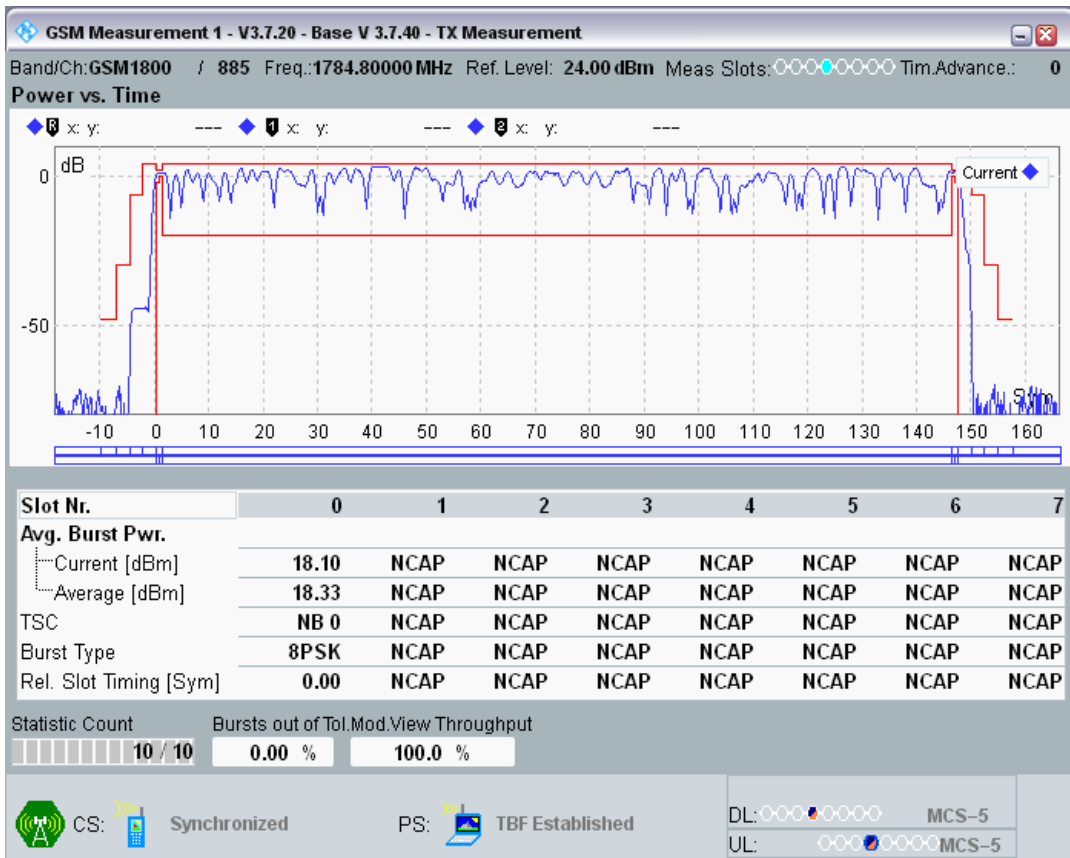 GSM Measurement 1 - V3.7.20 - Base V 3.7.40 - TX Measurement
Band/Ch:GSM1800 / 885 Freq.:1784.80000 MHz Ref. Level: 24.00 dBm Meas Slots: Tim.Advance.: 0
Power vs. Time
R x: y: --- 1 x: y: --- 2 x: y: ---
dB
Current
0
-50
Sym
-10 0 10 20 30 40 50 60 70 80 90 100 110 120 130 140 150 160
Slot Nr. 0 1 2 3 4 5 6 7
Avg. Burst Pwr.
Current [dBm] 18.10 NCAP NCAP NCAP NCAP NCAP NCAP NCAP
Average [dBm] 18.33 NCAP NCAP NCAP NCAP NCAP NCAP NCAP
TSC NB 0 NCAP NCAP NCAP NCAP NCAP NCAP NCAP
Burst Type 8PSK NCAP NCAP NCAP NCAP NCAP NCAP NCAP
Rel. Slot Timing [Sym] 0.00 NCAP NCAP NCAP NCAP NCAP NCAP NCAP
Statistic Count Bursts out of Tol.Mod.View Throughput
10 / 10 0.00 % 100.0 %
CS: Synchronized PS: TBF Established
DL: MCS-5
UL: MCS-5